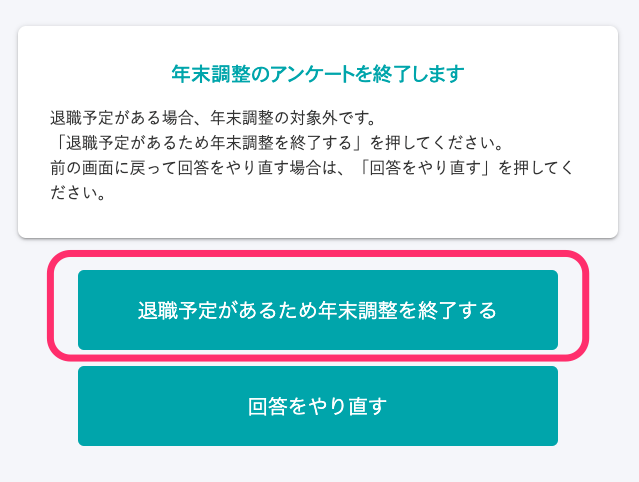 年末調整のアンケートを終了します
退職予定がある場合、年末調整の対象外です。
「退職予定があるため年末調整を終了する」を押してください。
前の画面に戻って回答をやり直す場合は、「回答をやり直す」を押してく
ださい。
退職予定があるため年末調整を終了する
回答をやり直す